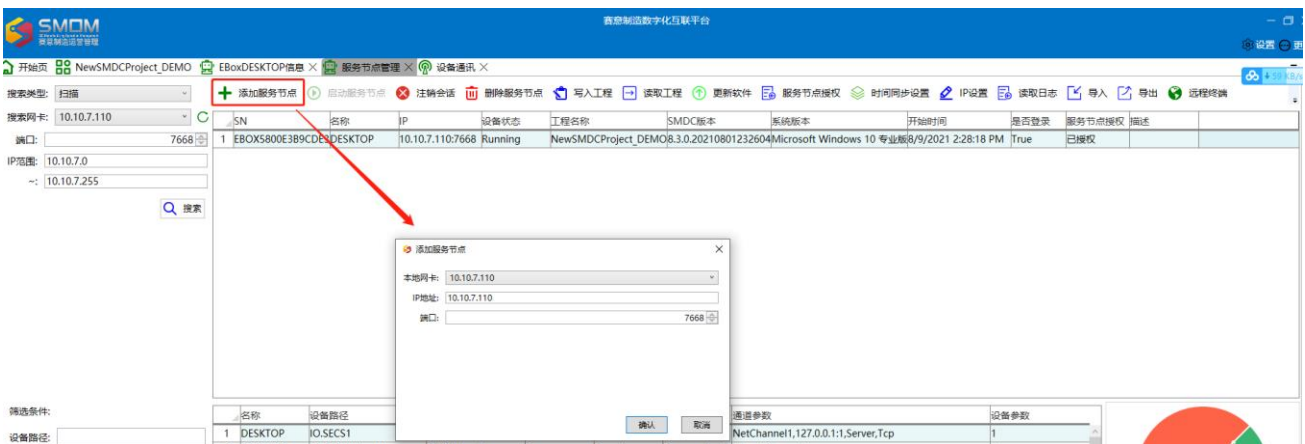 SMOM
赛意制造运营管理
赛意制造数字化互联平台
设置
开始页 NewSMDCProject_DEMO EBoxDESKTOP信息 服务节点管理 设备通讯
搜索类型: 扫描
添加服务节点 启动服务节点 注销会话 删除服务节点 写入工程 读取工程 更新软件 服务节点授权 时间同步设置 IP设置 读取日志 导入 导出 远程终端
搜索网卡: 10.10.7.110
端口: 7668
IP范围: 10.10.7.0
~: 10.10.7.255
搜索
SN 名称 IP 设备状态 工程名称 SMDC版本 系统版本 开始时间 是否登录 服务节点授权 描述
1 EBOX5800E3B9CDE3DESKTOP 10.10.7.110:7668 Running NewSMDCProject_DEMO8.3.0.20210801232604Microsoft Windows 10 专业版8/9/2021 2:28:18 PM True 已授权
添加服务节点
本地网卡: 10.10.7.110
IP地址: 10.10.7.110
端口: 7668
确认 取消
筛选条件:
设备路径:
名称 设备路径 通道参数 设备参数
1 DESKTOP IO.SECS1 NetChannel1,127.0.0.1:1,Server,Tcp 1